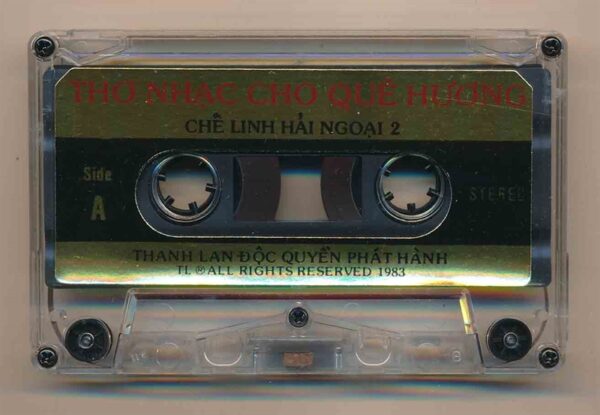 THƠ NHẠC CHO QUÊ HƯƠNG
CHẾ LINH HẢI NGOẠI 2
Side
A
STEREO
THANH LAN ĐỘC QUYỀN PHÁT HÀNH
TL ® ALL RIGHTS RESERVED 1983